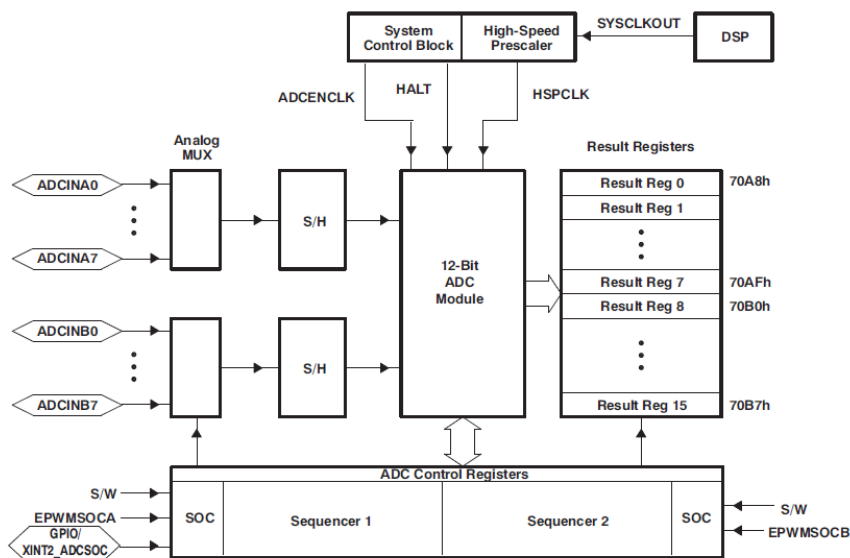 System
Control Block
High-Speed
Prescaler
SYSCLKOUT
DSP
ADCENCLK
HALT
HSPCLK
Analog
MUX
Result Registers
ADCINA0
ADCINA7
S/H
12-Bit
ADC
Module
Result Reg 0
70A8h
Result Reg 1
Result Reg 7
70AFh
Result Reg 8
70B0h
Result Reg 15
70B7h
ADCINB0
ADCINB7
S/H
ADC Control Registers
S/W
EPWMSOCA
GPIO/
XINT2_ADCSOC
SOC
Sequencer 1
Sequencer 2
SOC
S/W
EPWMSOCB